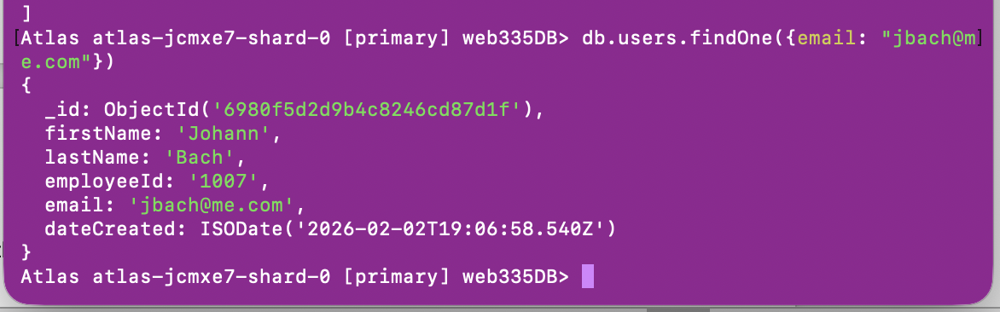 ]
[Atlas atlas-jcmxe7-shard-0 [primary] web335DB> db.users.findOne({email: "jbach@m]
e.com"})
{
  _id: ObjectId('6980f5d2d9b4c8246cd87d1f'),
  firstName: 'Johann',
  lastName: 'Bach',
  employeeId: '1007',
  email: 'jbach@me.com',
  dateCreated: ISODate('2026-02-02T19:06:58.540Z')
}
Atlas atlas-jcmxe7-shard-0 [primary] web335DB>